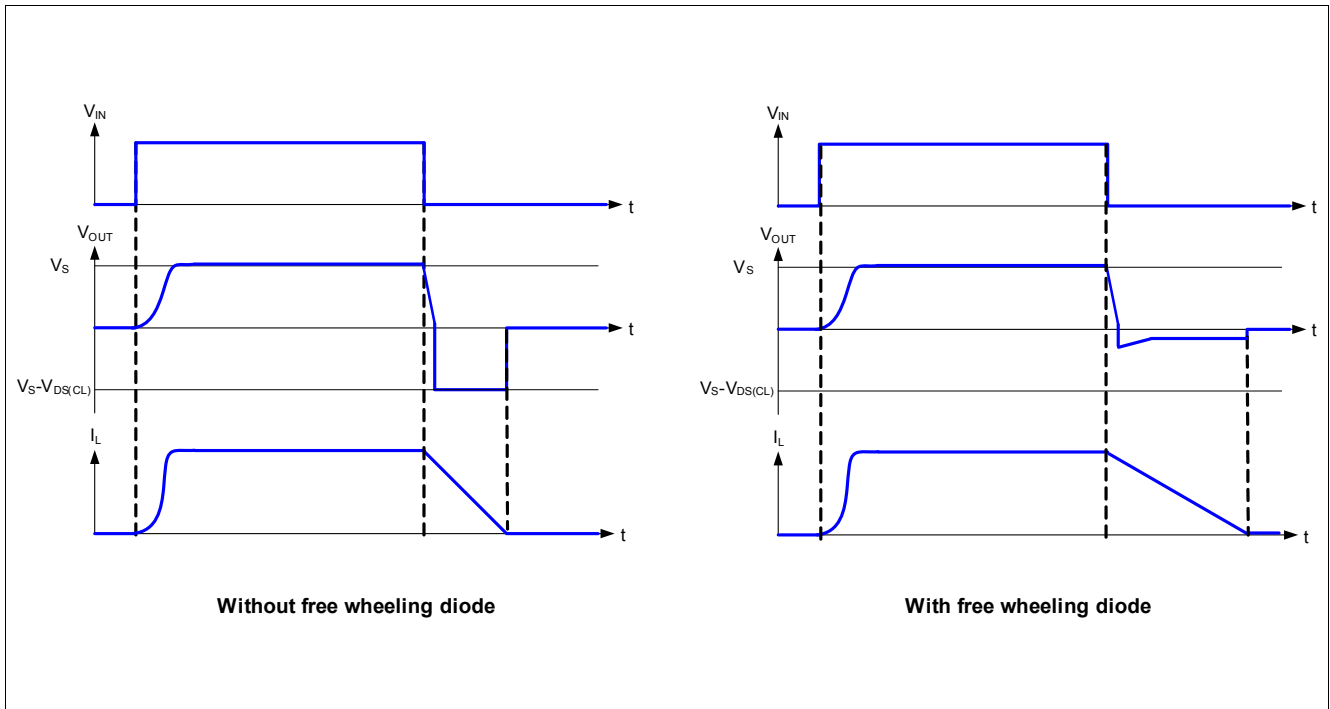 V_IN
t
V_OUT
V_S
t
V_S-V_DS(CL)
I_L
t
Without free wheeling diode
V_IN
t
V_OUT
V_S
t
V_S-V_DS(CL)
I_L
t
With free wheeling diode